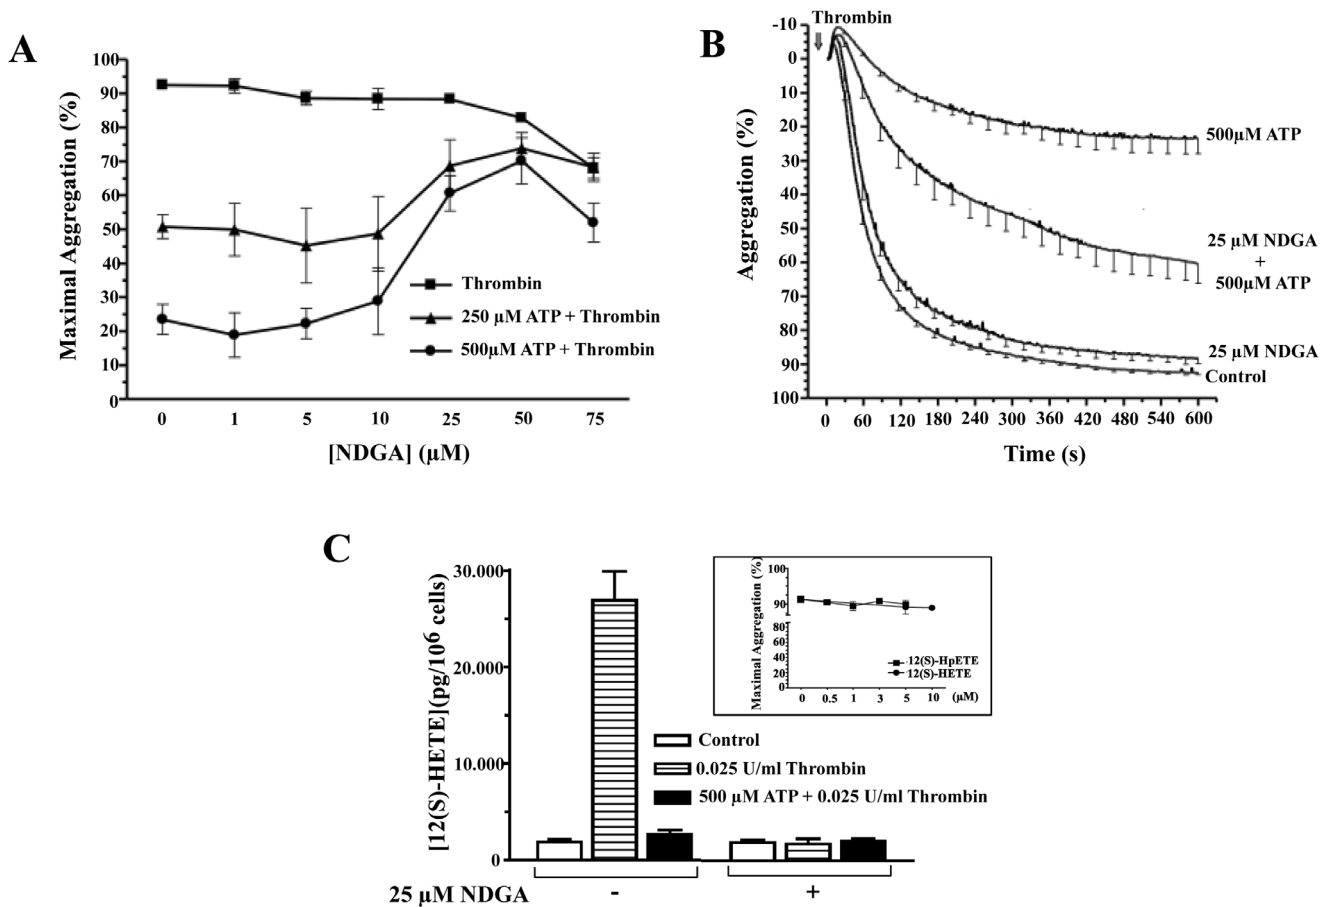 A
Maximal Aggregation (%)
100
90
80
70
60
50
40
30
20
10
0
Thrombin
250 µM ATP + Thrombin
500µM ATP + Thrombin
0 1 5 10 25 50 75
[NDGA] (µM)
B
Thrombin
Aggregation (%)
-10
0
10
20
30
40
50
60
70
80
90
100
500µM ATP
25 µM NDGA
+
500µM ATP
25 µM NDGA
Control
0 60 120 180 240 300 360 420 480 540 600
Time (s)
C
[12(S)-HETE](pg/10⁶ cells)
30.000
20.000
10.000
0
Maximal Aggregation (%)
100
90
80
60
40
30
20
10
0
12(S)-HpETE
12(S)-HETE
0 0.5 1 3 5 10 (µM)
Control
0.025 U/ml Thrombin
500 µM ATP + 0.025 U/ml Thrombin
25 µM NDGA - +